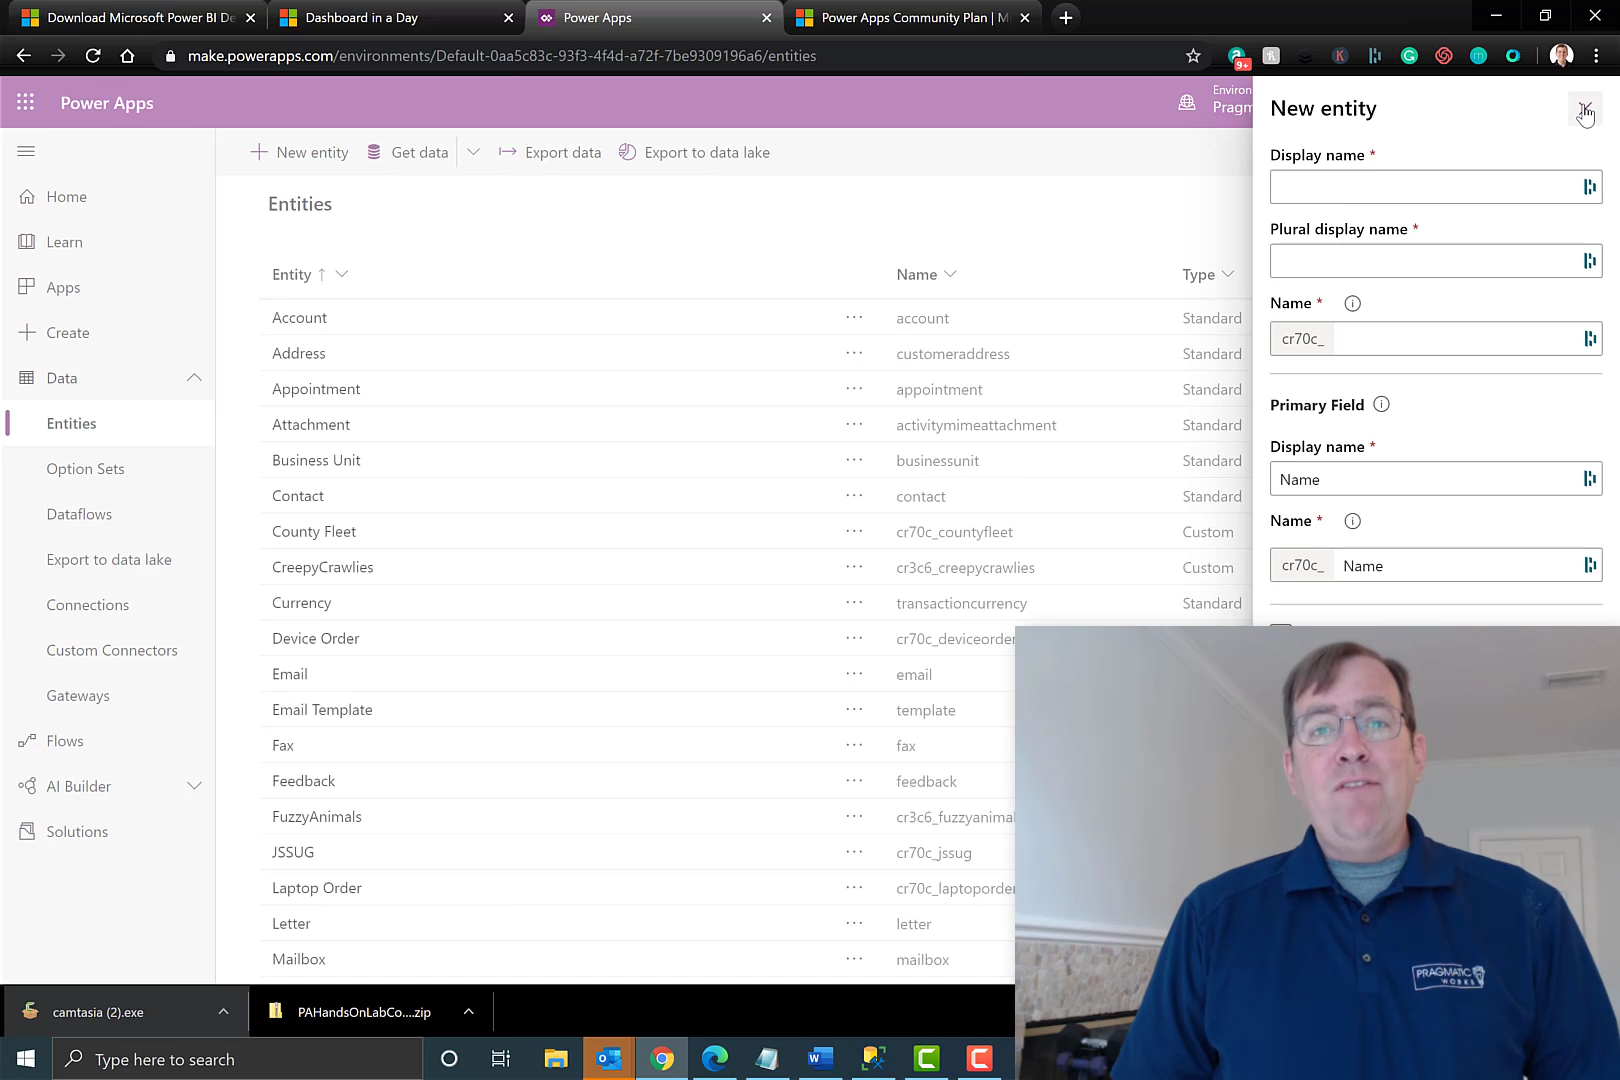 Download Microsoft Power BI De
Dashboard in a Day
Power Apps
Power Apps Community Plan | M
make.powerapps.com/environments/Default-0aa5c83c-93f3-4f4d-a72f-7be9309196a6/entities
9+
Power Apps
Environ
Pragm
New entity
Get data
Export data
Export to data lake
Home
Learn
Apps
Create
Data
Entities
Option Sets
Dataflows
Export to data lake
Connections
Custom Connectors
Gateways
Flows
AI Builder
Solutions
Entities
Entity Name Type
Account ... account Standard
Address ... customeraddress Standard
Appointment ... appointment Standard
Attachment ... activitymimeattachment Standard
Business Unit ... businessunit Standard
Contact ... contact Standard
County Fleet ... cr70c_countyfleet Custom
CreepyCrawlies ... cr3c6_creepycrawlies Custom
Currency ... transactioncurrency Standard
Device Order ... cr70c_deviceorder
Email ... email
Email Template ... template
Fax ... fax
Feedback ... feedback
FuzzyAnimals ... cr3c6_fuzzyanimal
JSSUG ... cr70c_jssug
Laptop Order ... cr70c_laptoporder
Letter ... letter
Mailbox ... mailbox
New entity
Display name *
Plural display name *
Name *
cr70c_
Primary Field
Display name *
Name
Name *
cr70c_ Name
PRAGMATIC
WORKS
camtasia (2).exe
PAHandsOnLabCo....zip
Type here to search